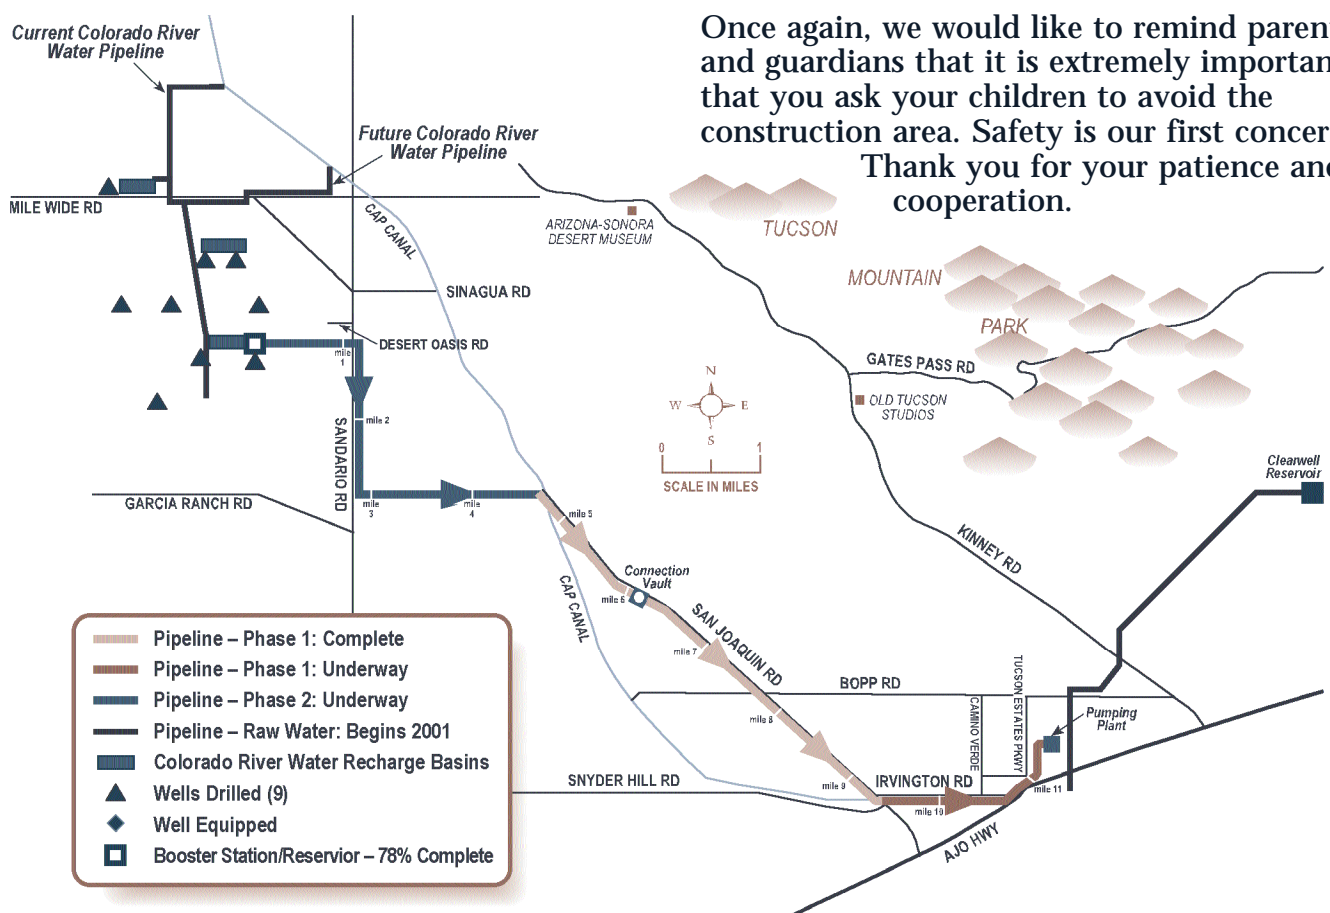 Once again, we would like to remind paren
and guardians that it is extremely importan
that you ask your children to avoid the
construction area. Safety is our first concer
Thank you for your patience and
cooperation.
Current Colorado River
Water Pipeline
Future Colorado River
Water Pipeline
MILE WIDE RD
CAP CANAL
ARIZONA-SONORA
DESERT MUSEUM
TUCSON
MOUNTAIN
PARK
SINAGUA RD
DESERT OASIS RD
mile
1
GATES PASS RD
OLD TUCSON
STUDIOS
N
W
E
S
0
1
SCALE IN MILES
mile 2
SANDARIO RD
GARCIA RANCH RD
mile
3
mile
4
mile 5
Clearwell
Reservoir
KINNEY RD
Connection
Vault
mile 6
CAP CANAL
SAN JOAQUIN RD
mile 7
BOPP RD
mile 8
CAMINO VERDE
TUCSON ESTATES PKWY
Pumping
Plant
SNYDER HILL RD
mile 9
IRVINGTON RD
mile 10
mile 11
AJO HWY
Pipeline – Phase 1: Complete
Pipeline – Phase 1: Underway
Pipeline – Phase 2: Underway
Pipeline – Raw Water: Begins 2001
Colorado River Water Recharge Basins
Wells Drilled (9)
Well Equipped
Booster Station/Reservior – 78% Complete